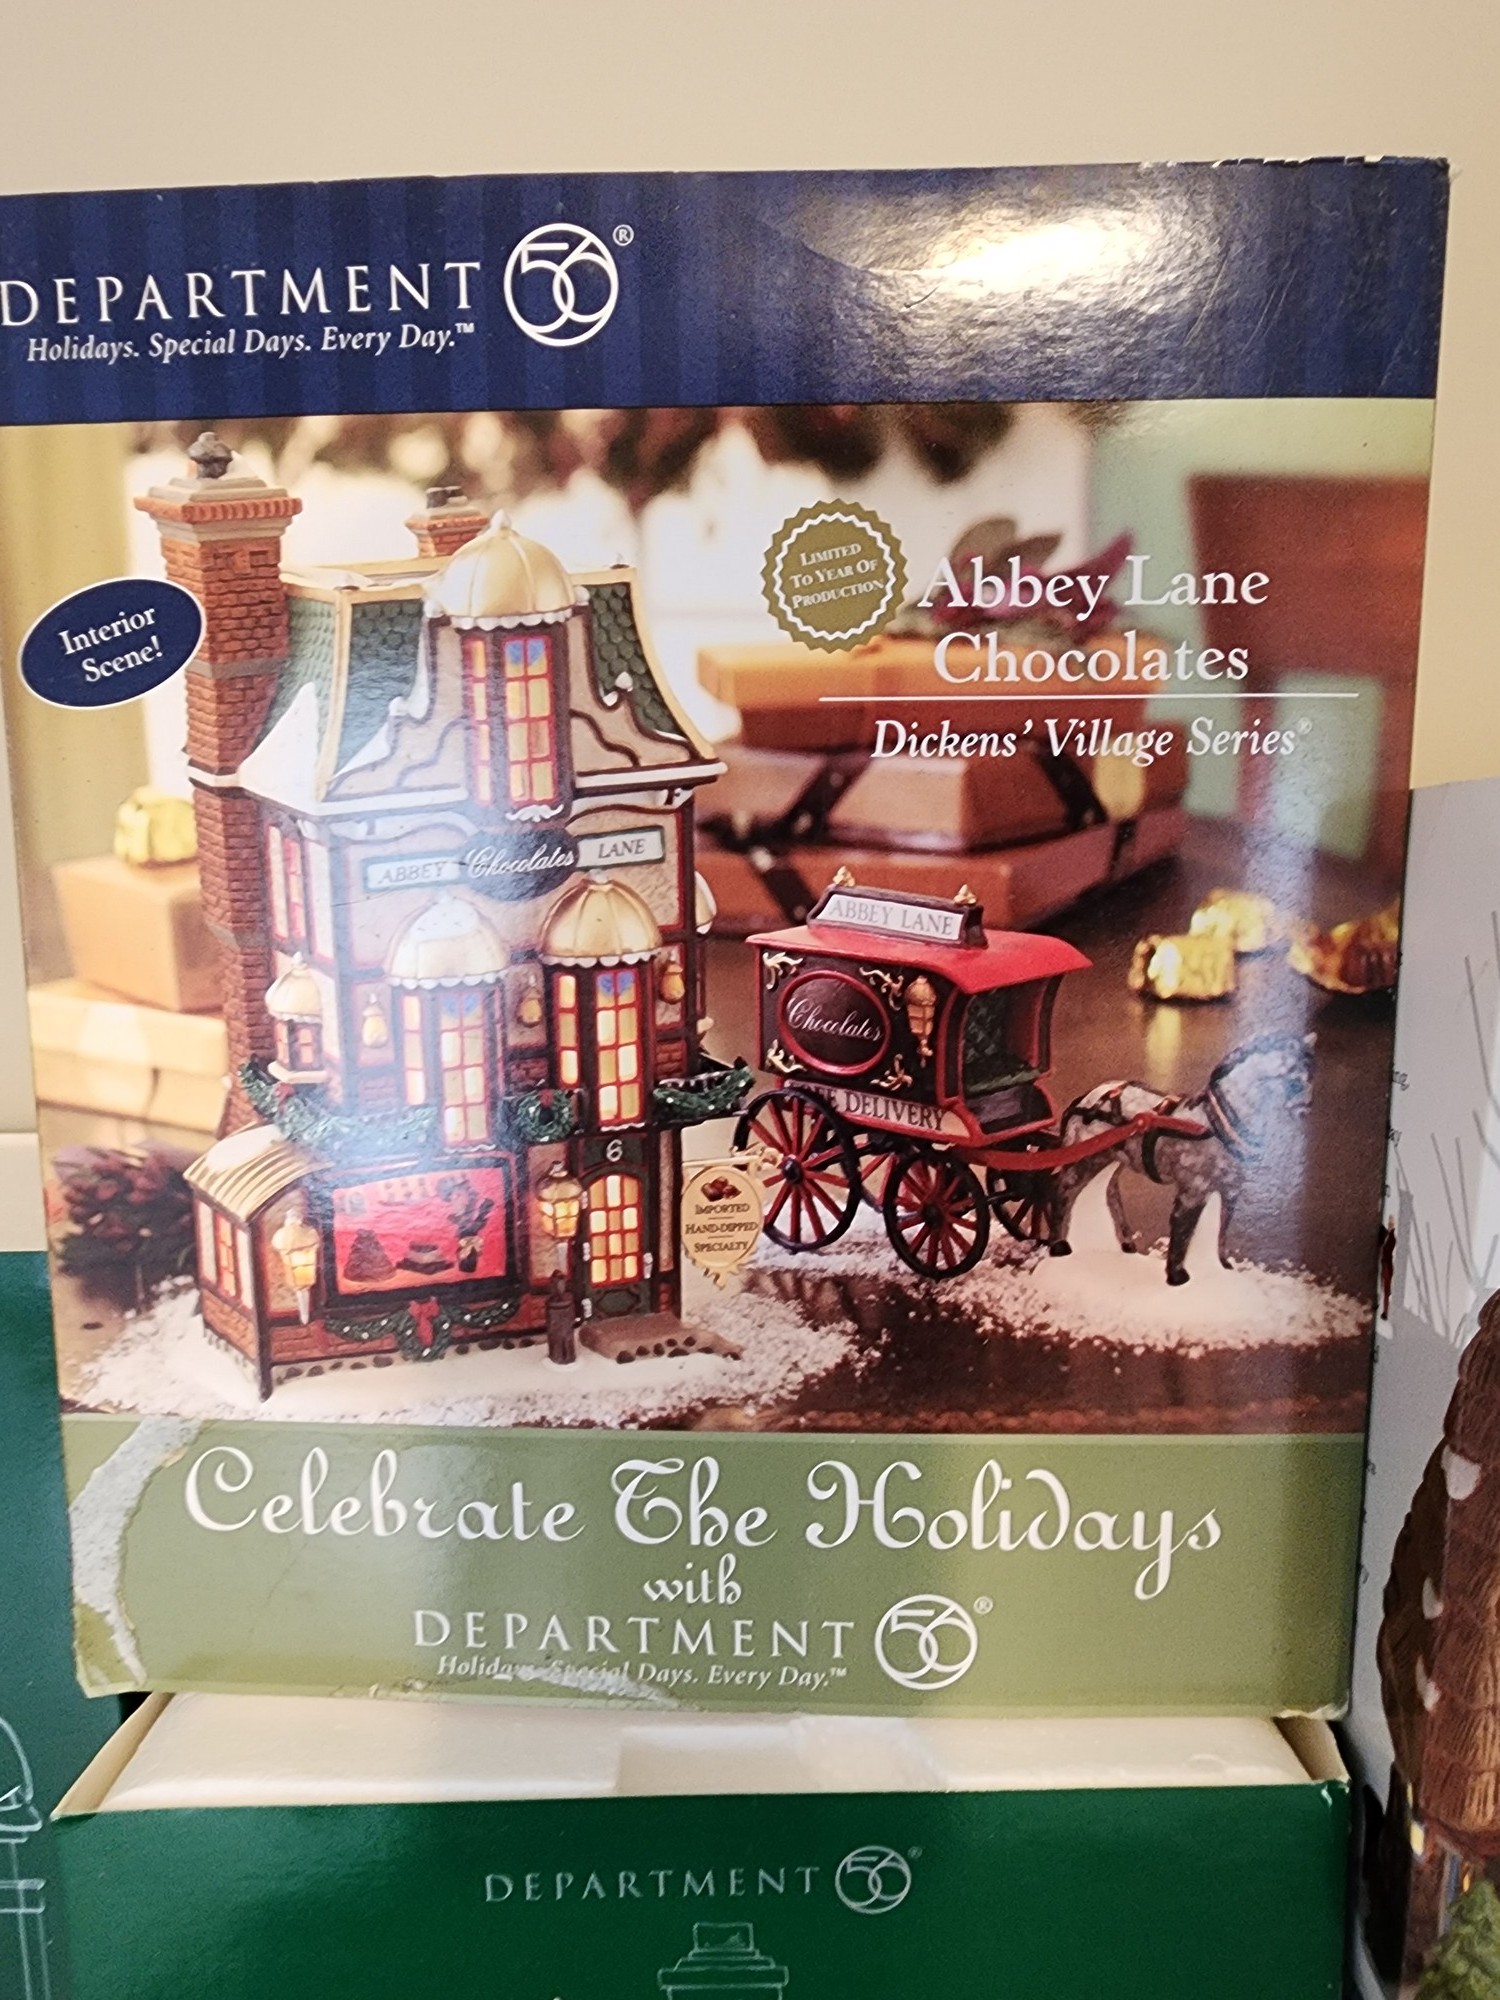 DEPARTMENT 56®
Holidays. Special Days. Every Day.™
Interior
Scene!
LIMITED
TO YEAR OF
PRODUCTION
Abbey Lane
Chocolates
Dickens' Village Series®
ABBEY Chocolates LANE
ABBEY LANE
Chocolates
DELIVERY
6
IMPORTED
HAND-DIPPED
SPECIALTY
Celebrate The Holidays
with
DEPARTMENT 56®
Holidays. Special Days. Every Day.™
DEPARTMENT 56®